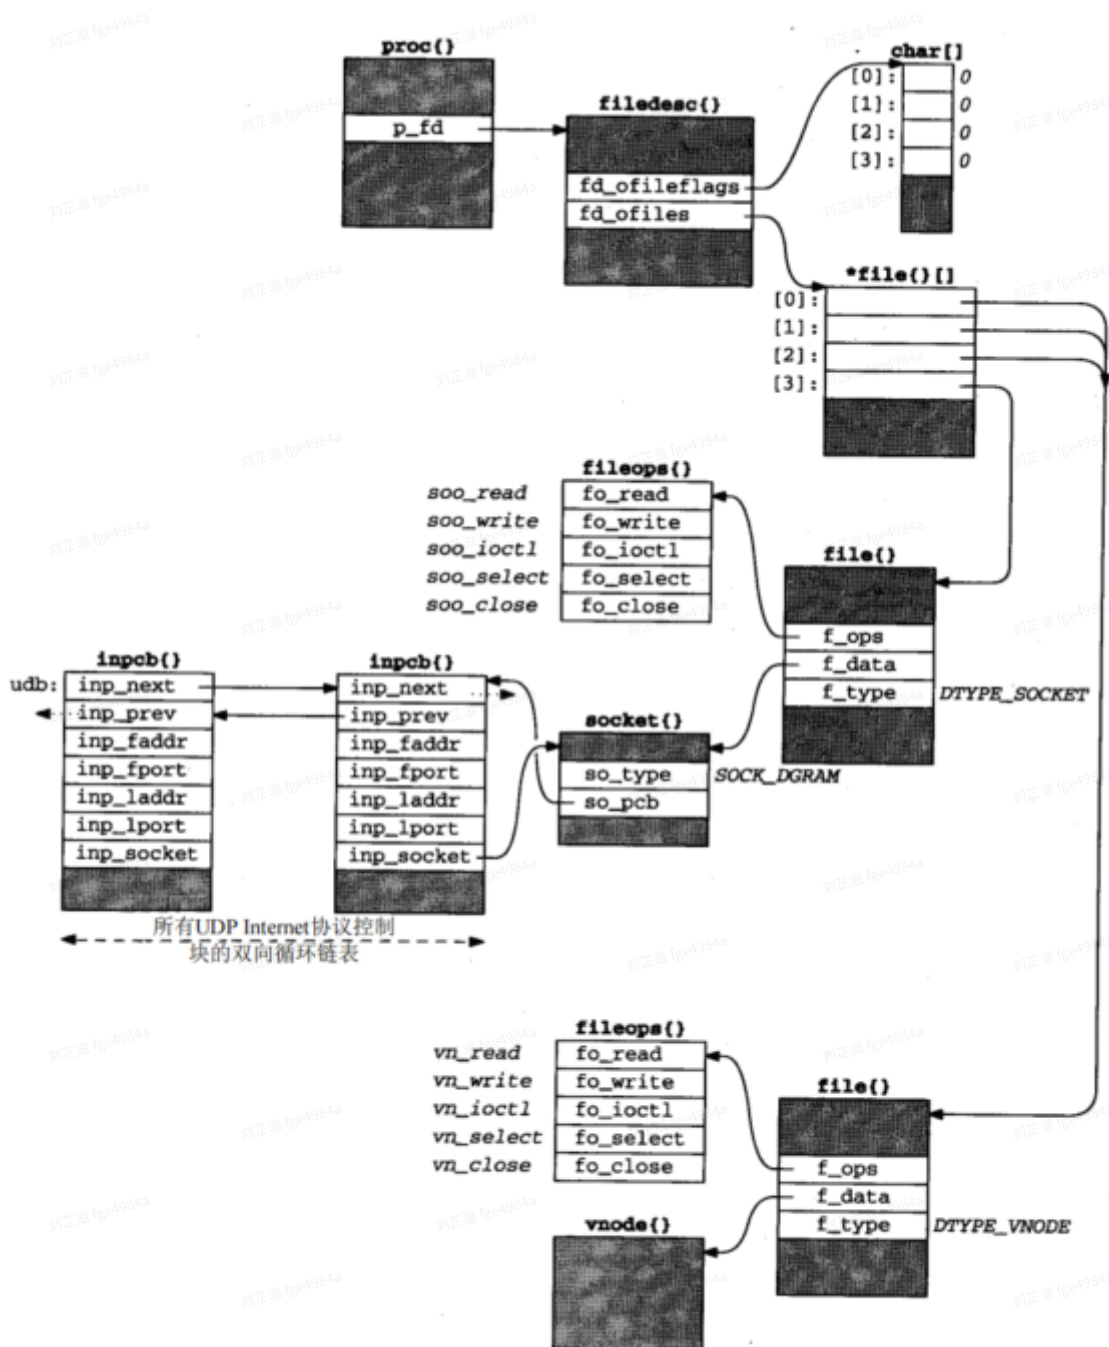 proc{}
p_fd
filedesc{}
fd_ofileflags
fd_ofiles
char[]
[0]: 0
[1]: 0
[2]: 0
[3]: 0
*file{}[]
[0]:
[1]:
[2]:
[3]:
fileops{}
soo_read fo_read
soo_write fo_write
soo_ioctl fo_ioctl
soo_select fo_select
soo_close fo_close
file{}
f_ops
f_data
f_type DTYPE_SOCKET
inpcb{}
udb: inp_next
inp_prev
inp_faddr
inp_fport
inp_laddr
inp_lport
inp_socket
inpcb{}
inp_next
inp_prev
inp_faddr
inp_fport
inp_laddr
inp_lport
inp_socket
socket{}
so_type SOCK_DGRAM
so_pcb
所有UDP Internet协议控制
块的双向循环链表
fileops{}
vn_read fo_read
vn_write fo_write
vn_ioctl fo_ioctl
vn_select fo_select
vn_close fo_close
file{}
f_ops
f_data
f_type DTYPE_VNODE
vnode{}
刘正滋 fge4984a